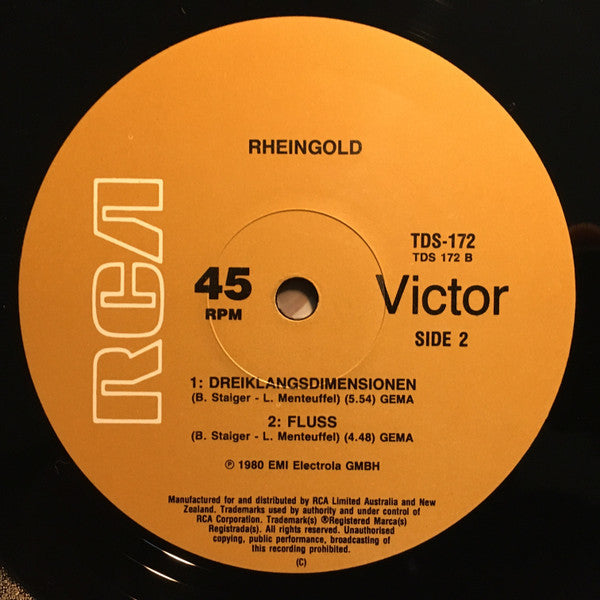 RHEINGOLD
RCA
TDS-172
TDS 172 B
45
RPM
Victor
SIDE 2
1: DREIKLANGSDIMENSIONEN
(B. Staiger - L. Menteuffel) (5.54) GEMA
2: FLUSS
(B. Staiger - L. Menteuffel) (4.48) GEMA
℗ 1980 EMI Electrola GMBH
Manufactured for and distributed by RCA Limited Australia and New
Zealand. Trademarks used by authority and under control of
RCA Corporation. Trademark(s) ®Registered Marca(s)
Registrada(s). All rights reserved. Unauthorised
copying, public performance, broadcasting of
this recording prohibited.
(C)